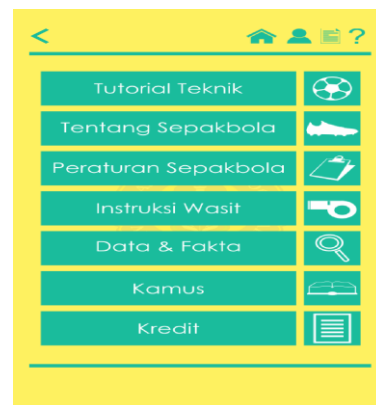 < ?
Tutorial Teknik
Tentang Sepakbola
Peraturan Sepakbola
Instruksi Wasit
Data & Fakta
Kamus
Kredit